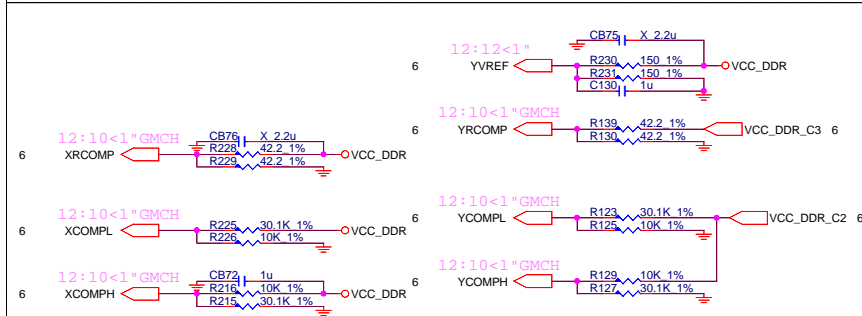 CB75 X_2.2u
12:12<1"
6 YVREF R230 150_1% VCC_DDR
R231 150_1%
C130 1u
12:10<1"GMCH
6 YRCOMP R139 42.2_1% VCC_DDR_C3 6
R130 42.2_1%
12:10<1"GMCH
CB76 X_2.2u
6 XRCOMP R228 42.2_1% VCC_DDR
R229 42.2_1%
12:10<1"GMCH
6 XCOMPL R225 30.1K_1% VCC_DDR
R226 10K_1%
12:10<1"GMCH
6 YCOMPL R123 30.1K_1% VCC_DDR_C2 6
R125 10K_1%
12:10<1"GMCH
CB72 1u
6 XCOMPH R216 10K_1% VCC_DDR
R215 30.1K_1%
12:10<1"GMCH
6 YCOMPH R129 10K_1%
R127 30.1K_1%